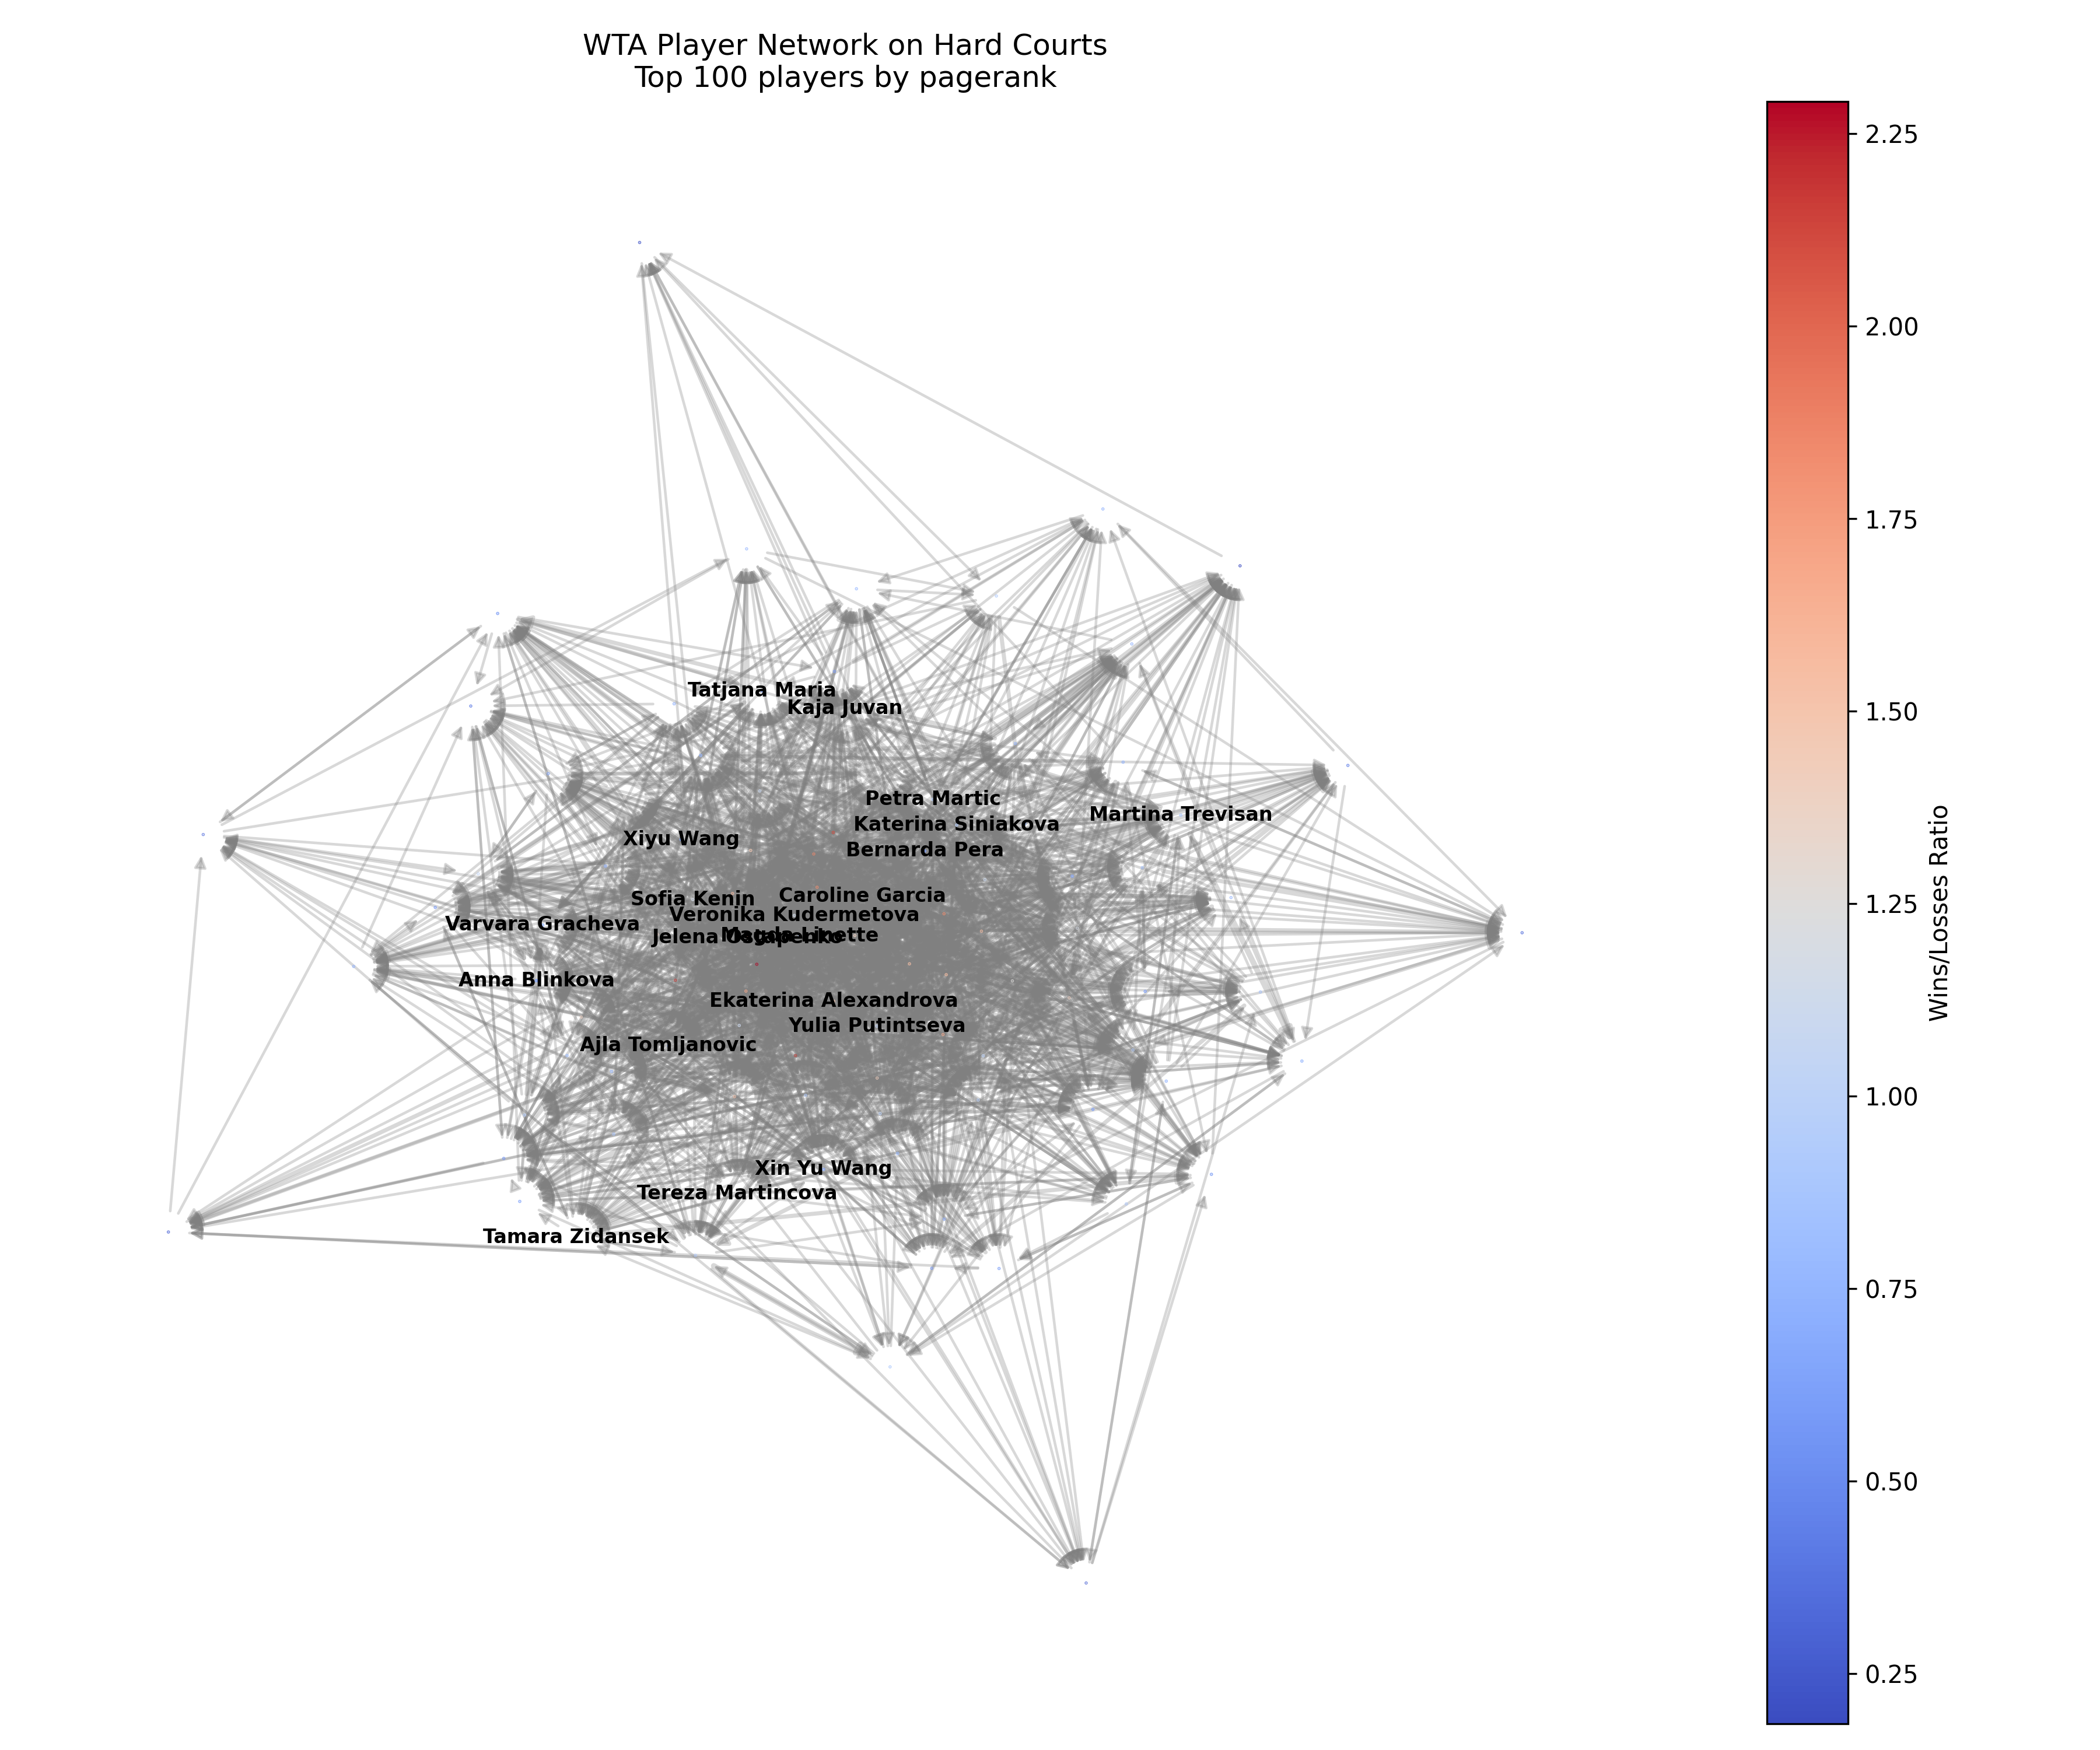 WTA Player Network on Hard Courts
Top 100 players by pagerank
Tatjana Maria
Kaja Juvan
Petra Martic
Martina Trevisan
Katerina Siniakova
Xiyu Wang
Bernarda Pera
Sofia Kenin
Caroline Garcia
Veronika Kudermetova
Varvara Gracheva
Jelena Ostapenko
Magda Linette
Anna Blinkova
Ekaterina Alexandrova
Yulia Putintseva
Ajla Tomljanovic
Xin Yu Wang
Tereza Martincova
Tamara Zidansek
2.25
2.00
1.75
1.50
1.25
1.00
0.75
0.50
0.25
Wins/Losses Ratio